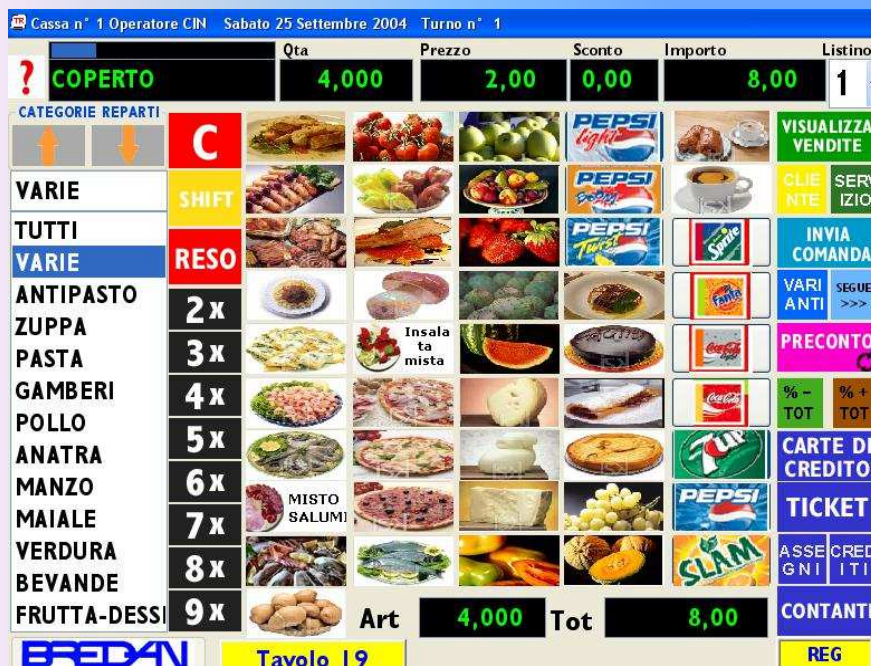 Cassa n° 1 Operatore CIN Sabato 25 Settembre 2004 Turno n° 1
Qta Prezzo Sconto Importo Listino
? COPERTO 4,000 2,00 0,00 8,00 1
CATEGORIE REPARTI
VARIE
TUTTI
VARIE
ANTIPASTO
ZUPPA
PASTA
GAMBERI
POLLO
ANATRA
MANZO
MAIALE
VERDURA
BEVANDE
FRUTTA-DESSI
C
SHIFT
RESO
2x
3x
4x
5x
6x
7x
8x
9x
Insala
ta
mista
MISTO
SALUMI
PEPSI
light
PEPSI
PEPSI
Twist
Sprite
Fanta
Coca-Cola
Coca-Cola
7up
PEPSI
SLAM
VISUALIZZA
VENDITE
CLIE
NTE
SERV
IZIO
INVIA
COMANDA
VARI
ANTI
SEGUE
>>>
PRECONTO
% -
TOT
% +
TOT
CARTE DI
CREDITO
TICKET
ASSE
GNI
CRED
ITI
CONTANTI
REG
Art 4,000 Tot 8,00
BREDAN
Tavolo 19